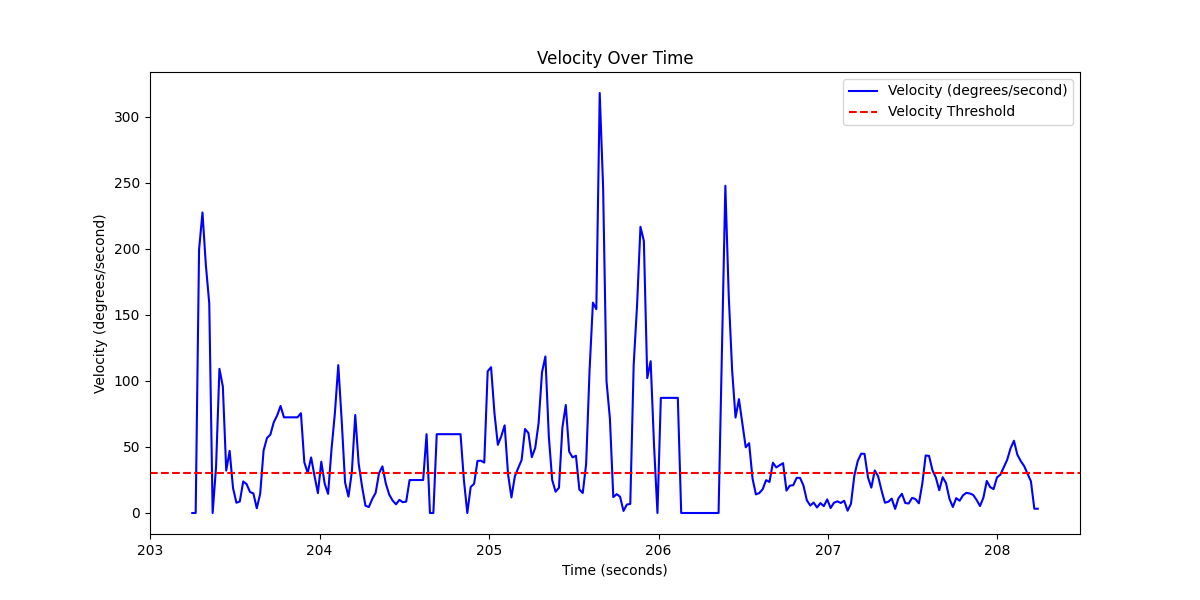 Velocity Over Time
Velocity (degrees/second)
Velocity Threshold
Velocity (degrees/second)
300
250
200
150
100
50
0
203 204 205 206 207 208
Time (seconds)